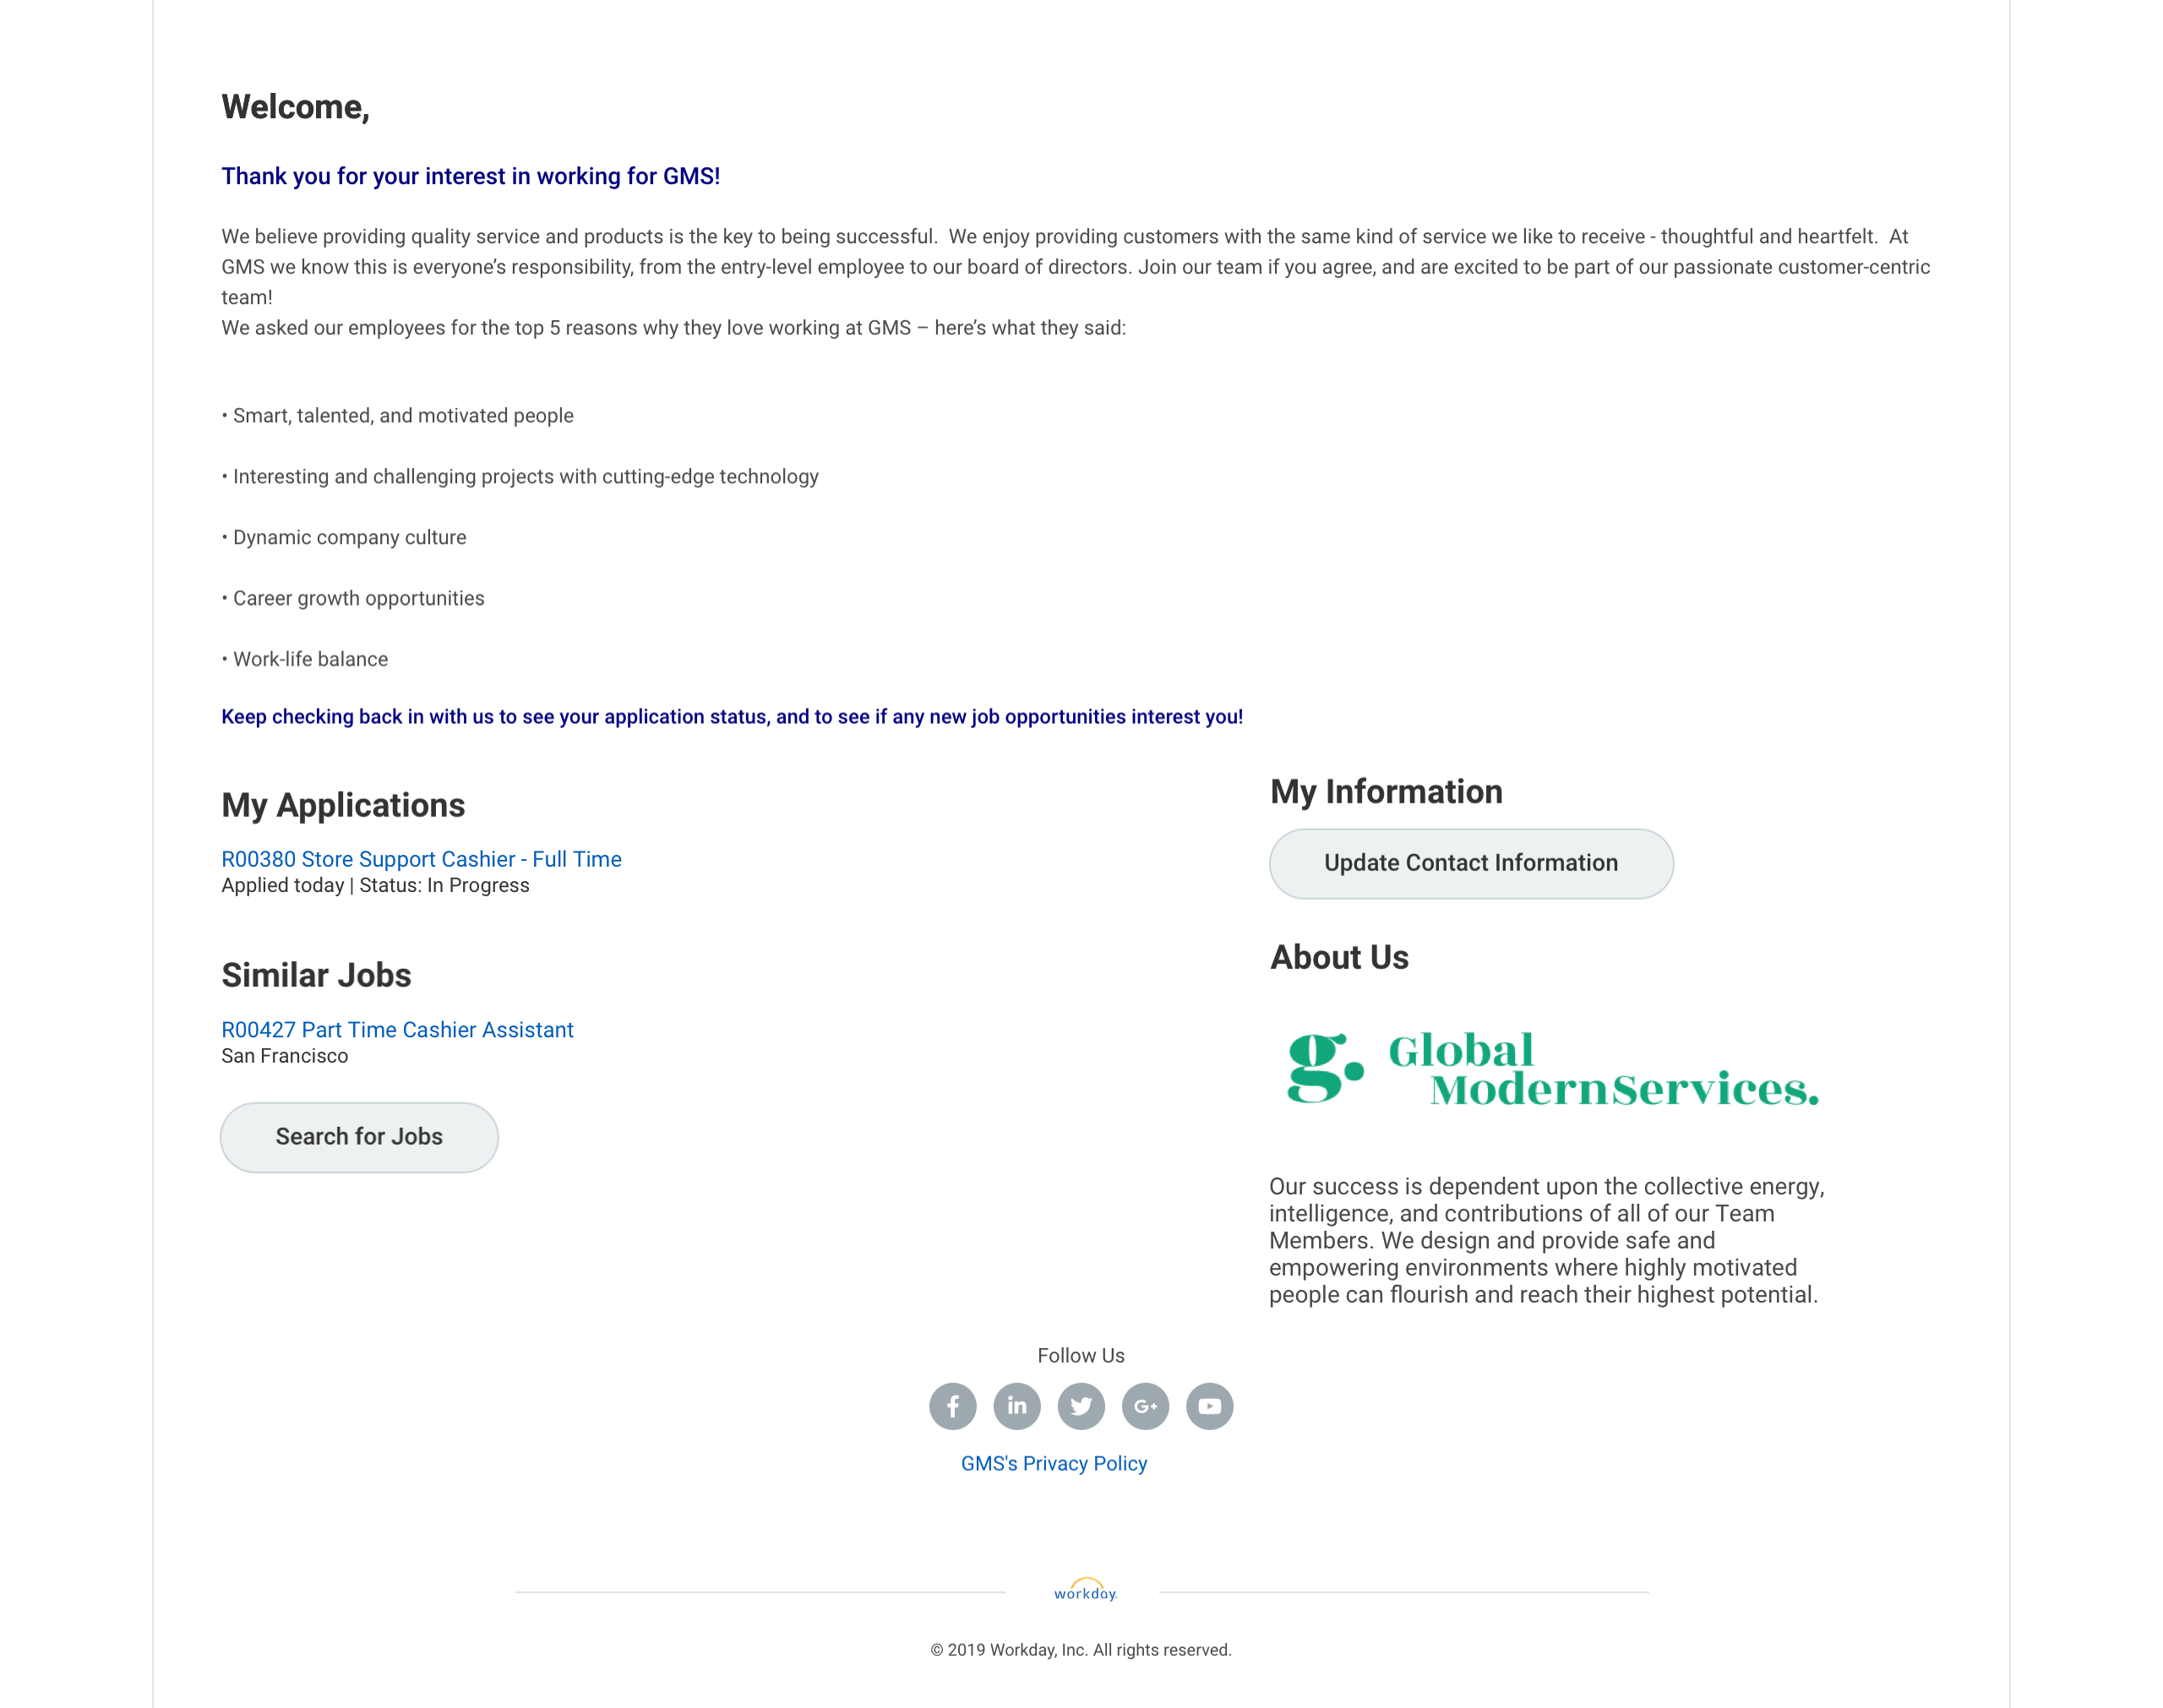 Welcome,
Thank you for your interest in working for GMS!
We believe providing quality service and products is the key to being successful.  We enjoy providing customers with the same kind of service we like to receive - thoughtful and heartfelt.  At
GMS we know this is everyone’s responsibility, from the entry-level employee to our board of directors. Join our team if you agree, and are excited to be part of our passionate customer-centric
team!
We asked our employees for the top 5 reasons why they love working at GMS – here’s what they said:
• Smart, talented, and motivated people
• Interesting and challenging projects with cutting-edge technology
• Dynamic company culture
• Career growth opportunities
• Work-life balance
Keep checking back in with us to see your application status, and to see if any new job opportunities interest you!
My Applications
R00380 Store Support Cashier - Full Time
Applied today | Status: In Progress
Similar Jobs
R00427 Part Time Cashier Assistant
San Francisco
Search for Jobs
My Information
Update Contact Information
About Us
g. Global
ModernServices.
Our success is dependent upon the collective energy,
intelligence, and contributions of all of our Team
Members. We design and provide safe and
empowering environments where highly motivated
people can flourish and reach their highest potential.
Follow Us
f in G+
GMS's Privacy Policy
workday.
© 2019 Workday, Inc. All rights reserved.